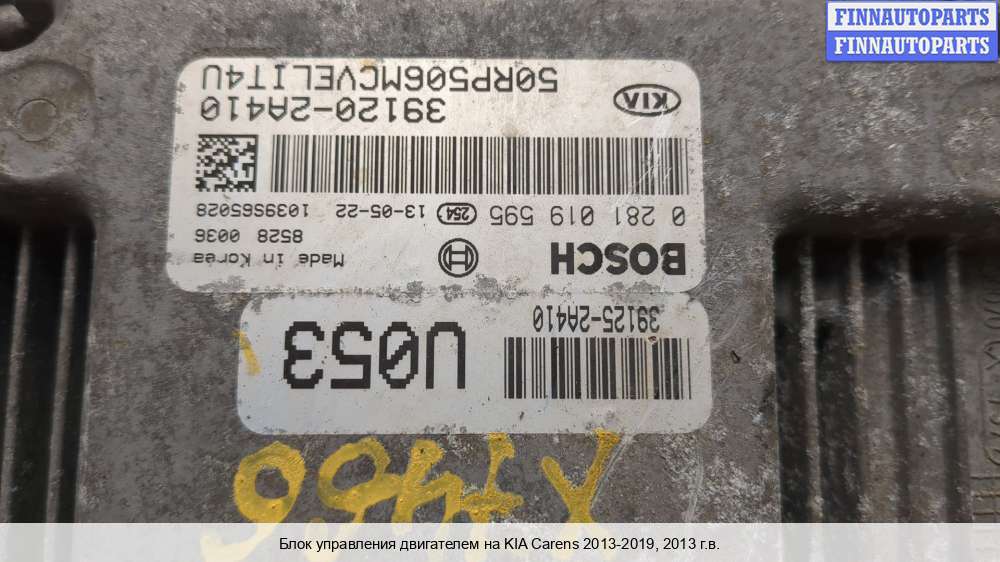 FINNAUTOPARTS
FINNAUTOPARTS
39125-2A410
U053
BOSCH
Made in Korea
8528 0036
0 281 019 595 254 13-05-22 1039S65028
39120-2A410
KIA
50RP506MCVELIT4U
Блок управления двигателем на KIA Carens 2013-2019, 2013 г.в.